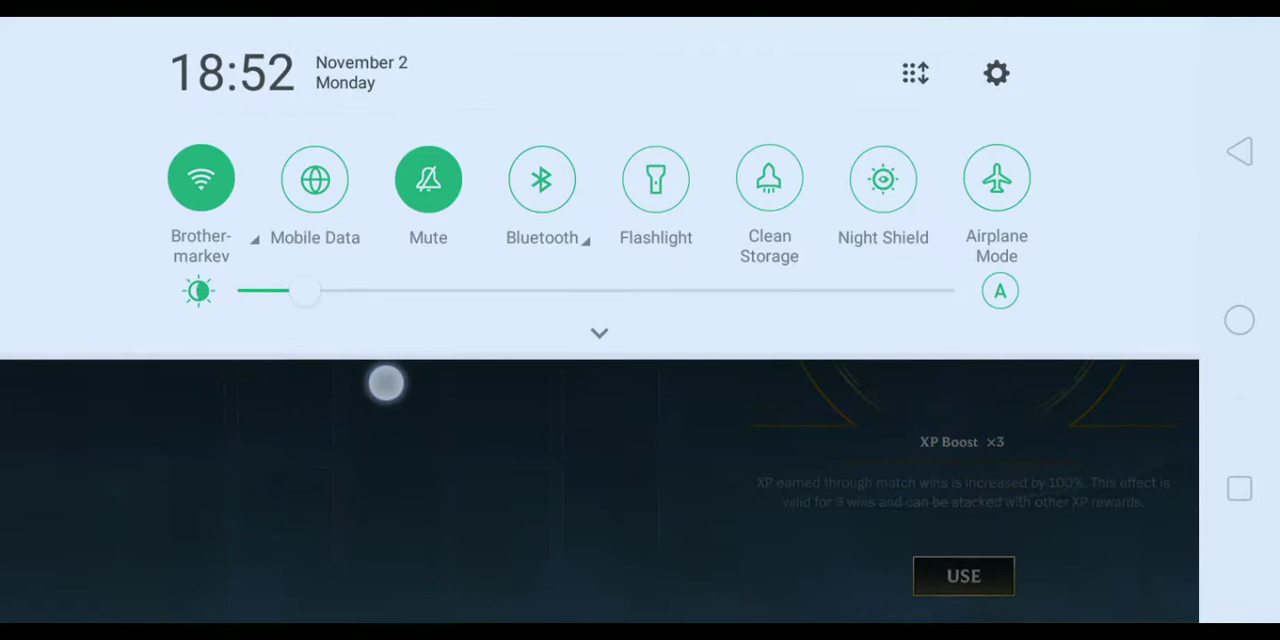 18:52
November 2
Monday
Brother-
markev
Mobile Data
Mute
Bluetooth
Flashlight
Clean
Storage
Night Shield
Airplane
Mode
A
XP Boost ×3
XP earned through match wins is increased by 100%. This effect is
valid for 3 wins and can be stacked with other XP rewards.
USE